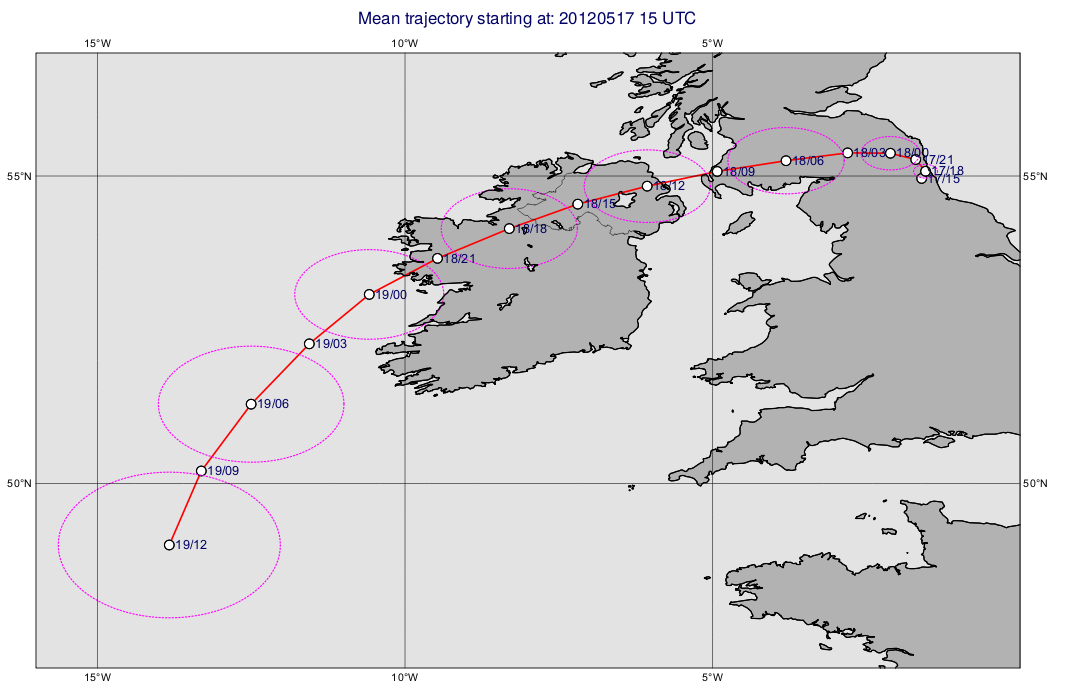 Mean trajectory starting at: 20120517 15 UTC
15°W 10°W 5°W
18/03 18/00 17/21
18/06
17/18
18/09
55°N 17/15 55°N
18/12
18/15
18/18
18/21
19/00
19/03
19/06
19/09
50°N 50°N
19/12
15°W 10°W 5°W